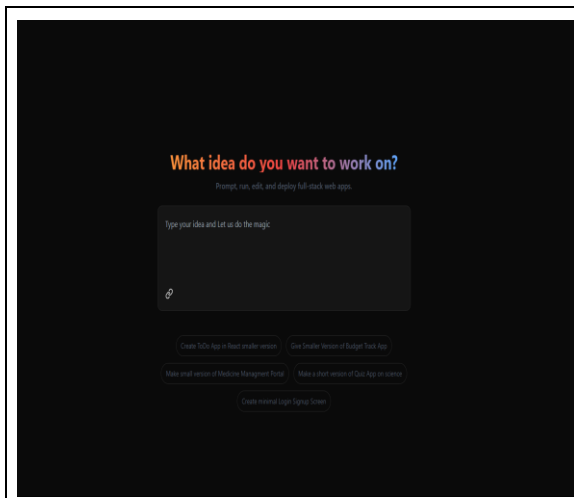 What idea do you want to work on?
Prompt, run, edit, and deploy full-stack web apps.
Type your idea and Let us do the magic
Create ToDo App in React smaller version
Give Smaller Version of Budget Track App
Make small version of Medicine Managment Portal
Make a short version of Quiz App on science
Create minimal Login Signup Screen